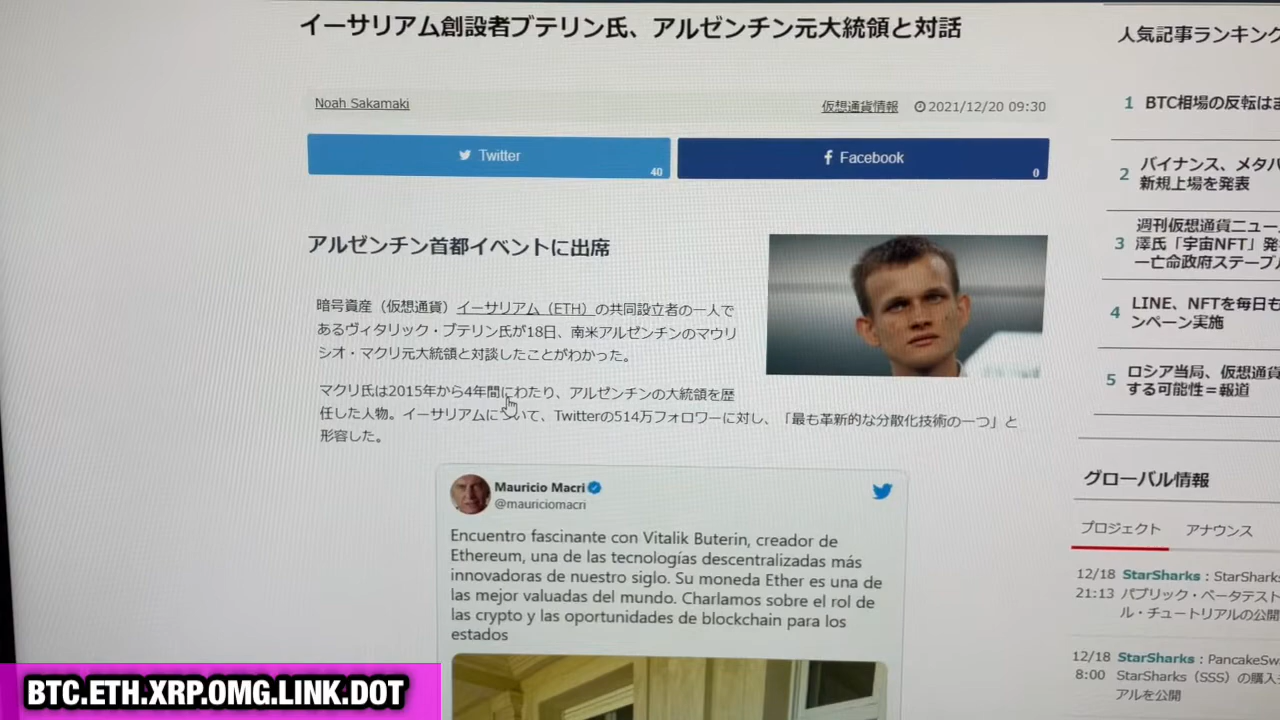 イーサリアム創設者ブテリン氏、アルゼンチン元大統領と対話
Noah Sakamaki
仮想通貨情報 2021/12/20 09:30
Twitter
40
Facebook
0
アルゼンチン首都イベントに出席
暗号資産（仮想通貨）イーサリアム（ETH）の共同設立者の一人で
あるヴィタリック・ブテリン氏が18日、南米アルゼンチンのマウリ
シオ・マクリ元大統領と対談したことがわかった。
マクリ氏は2015年から4年間にわたり、アルゼンチンの大統領を歴
任した人物。イーサリアムについて、Twitterの514万フォロワーに対し、「最も革新的な分散化技術の一つ」と
形容した。
Mauricio Macri
@mauriciomacri
Encuentro fascinante con Vitalik Buterin, creador de
Ethereum, una de las tecnologías descentralizadas más
innovadoras de nuestro siglo. Su moneda Ether es una de
las mejor valuadas del mundo. Charlamos sobre el rol de
las crypto y las oportunidades de blockchain para los
estados
人気記事ランキング
1 BTC相場の反転はま
2 バイナンス、メタバ
新規上場を発表
3 週刊仮想通貨ニュー
澤氏「宇宙NFT」発
ー亡命政府ステーブル
4 LINE、NFTを毎日も
ンペーン実施
5 ロシア当局、仮想通貨
する可能性＝報道
グローバル情報
プロジェクト アナウンス
12/18 StarSharks：StarSharks
21:13 パブリック・ベータテスト
ル・チュートリアルの公開
12/18 StarSharks：PancakeSwa
8:00 StarSharks（SSS）の購入チ
アルを公開
BTC.ETH.XRP.OMG.LINK.DOT